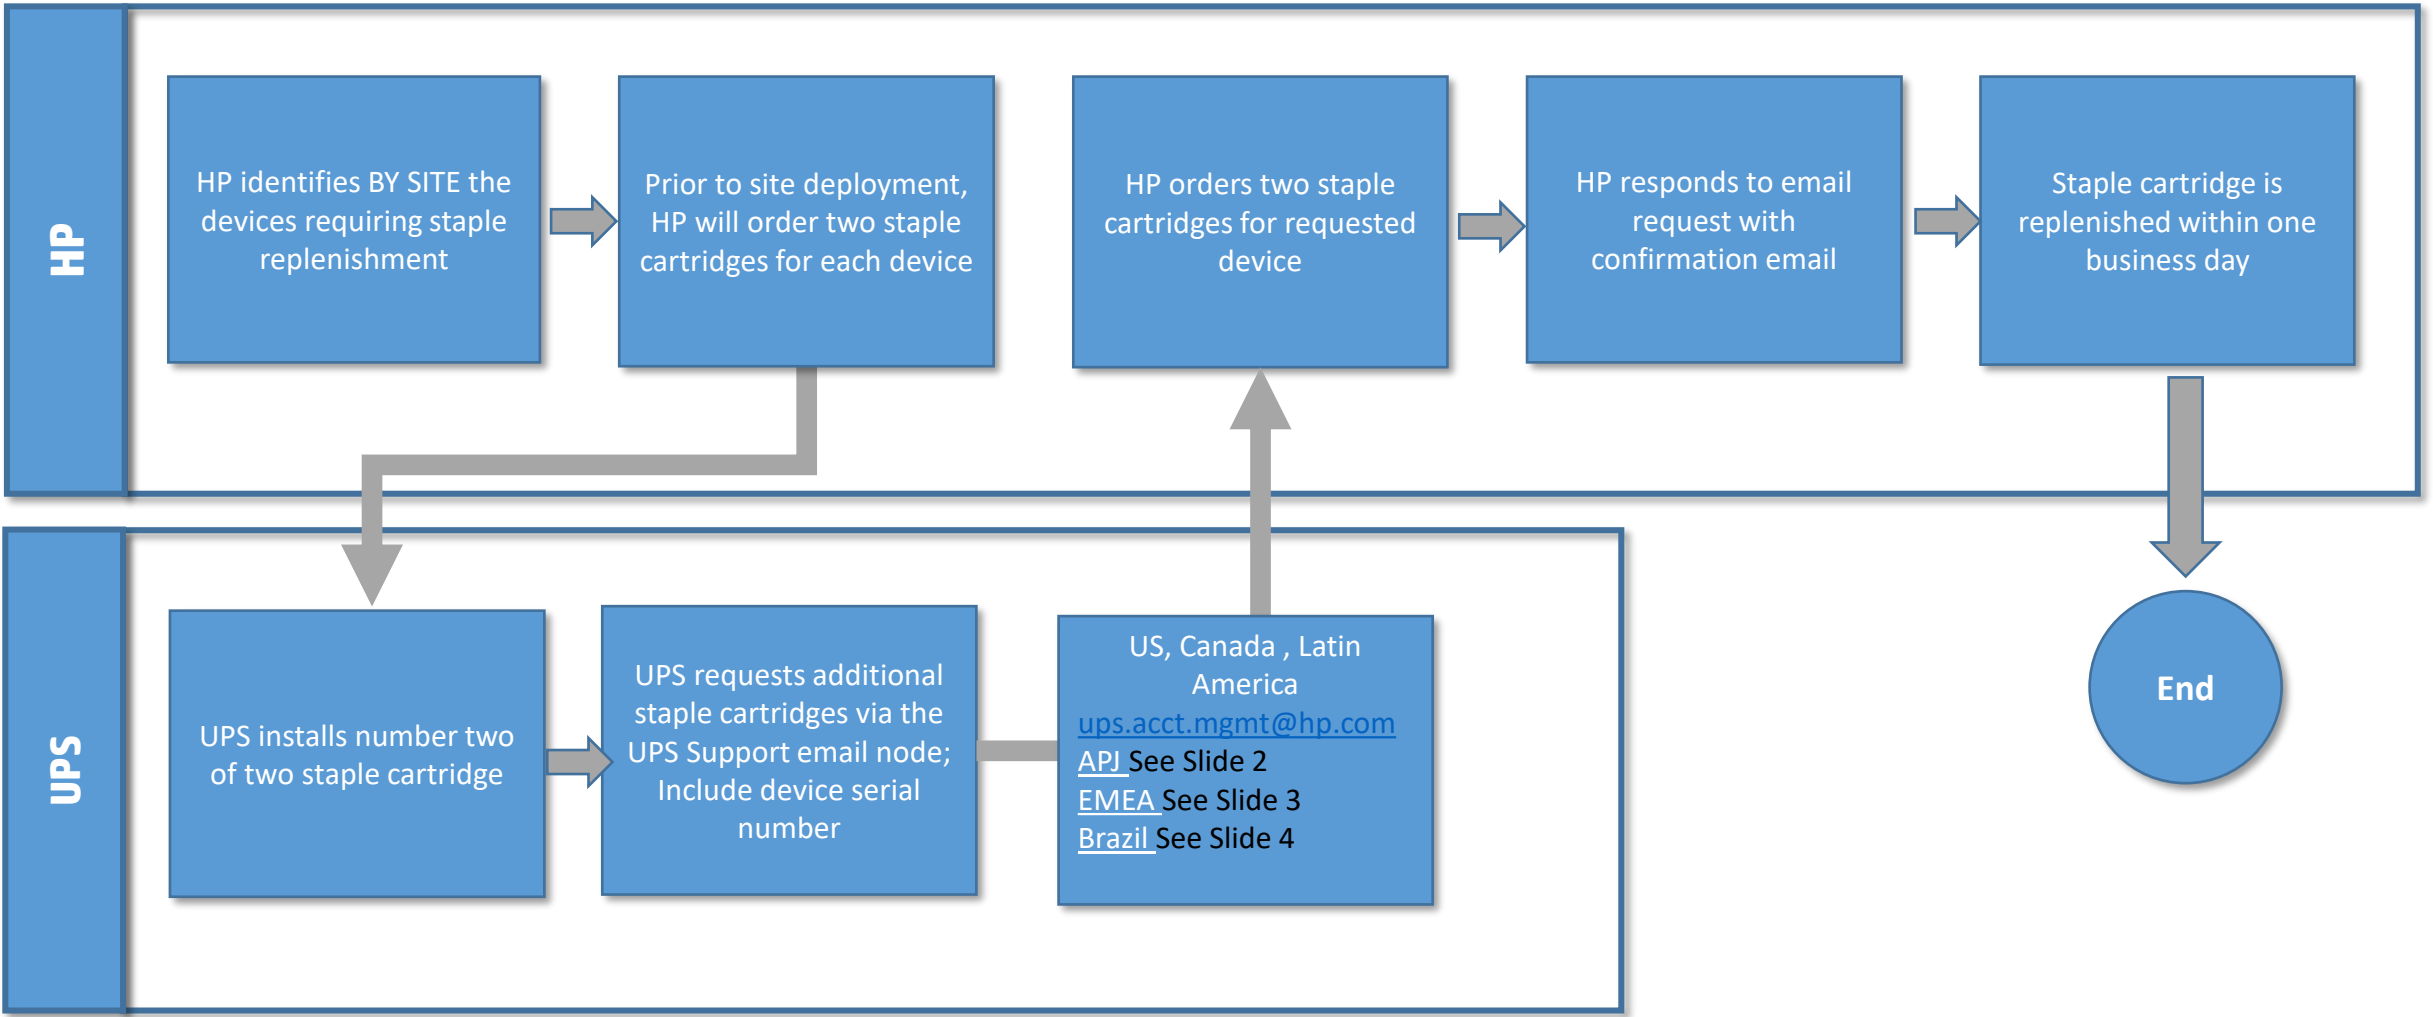 HP
HP identifies BY SITE the
devices requiring staple
replenishment
Prior to site deployment,
HP will order two staple
cartridges for each device
HP orders two staple
cartridges for requested
device
HP responds to email
request with
confirmation email
Staple cartridge is
replenished within one
business day
UPS
UPS installs number two
of two staple cartridge
UPS requests additional
staple cartridges via the
UPS Support email node;
Include device serial
number
US, Canada , Latin
America
ups.acct.mgmt@hp.com
APJ See Slide 2
EMEA See Slide 3
Brazil See Slide 4
End